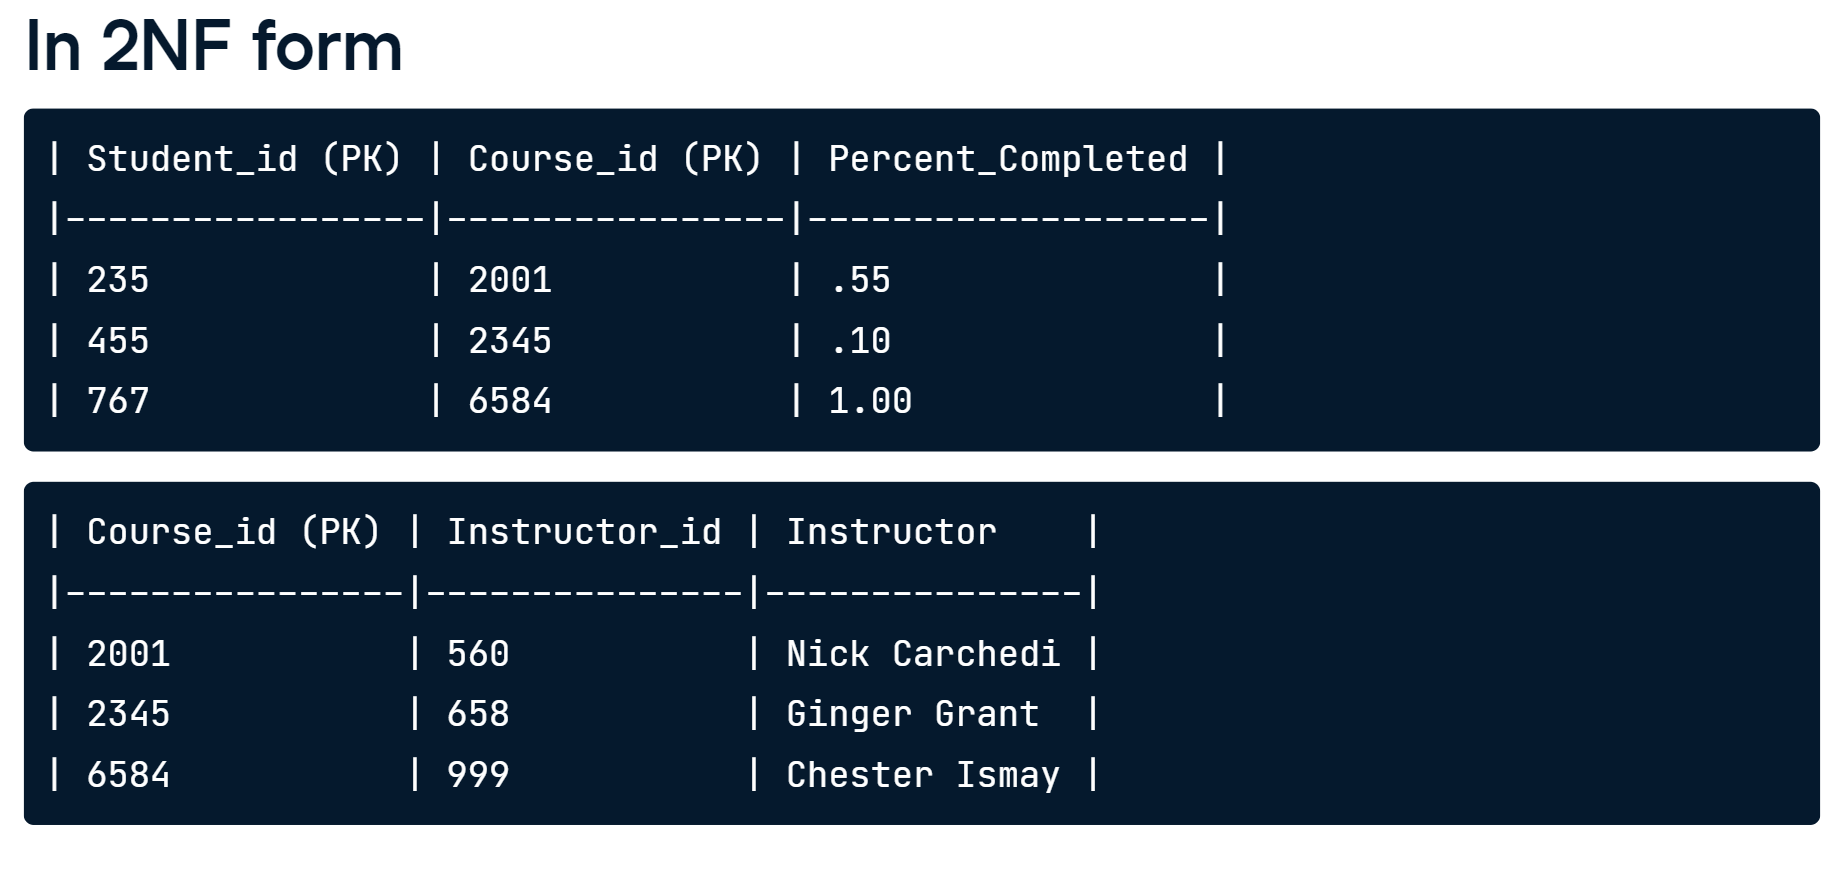 In 2NF form
| Student_id (PK) | Course_id (PK) | Percent_Completed |
|-----------------|----------------|-------------------|
| 235             | 2001           | .55               |
| 455             | 2345           | .10               |
| 767             | 6584           | 1.00              |
| Course_id (PK) | Instructor_id | Instructor    |
|----------------|---------------|---------------|
| 2001           | 560           | Nick Carchedi |
| 2345           | 658           | Ginger Grant  |
| 6584           | 999           | Chester Ismay |